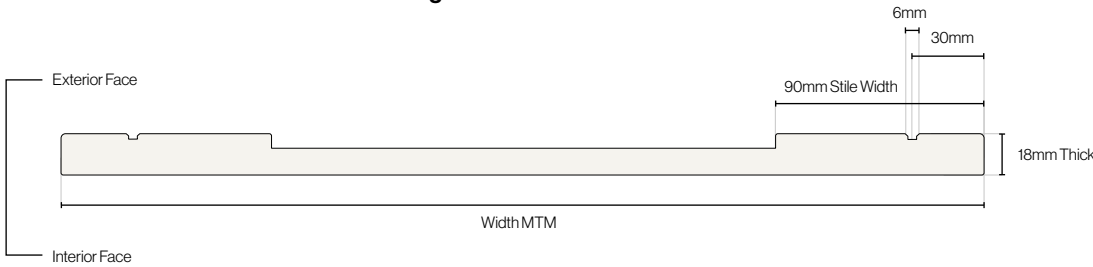 6mm
30mm
Exterior Face
90mm Stile Width
18mm Thick
Width MTM
Interior Face